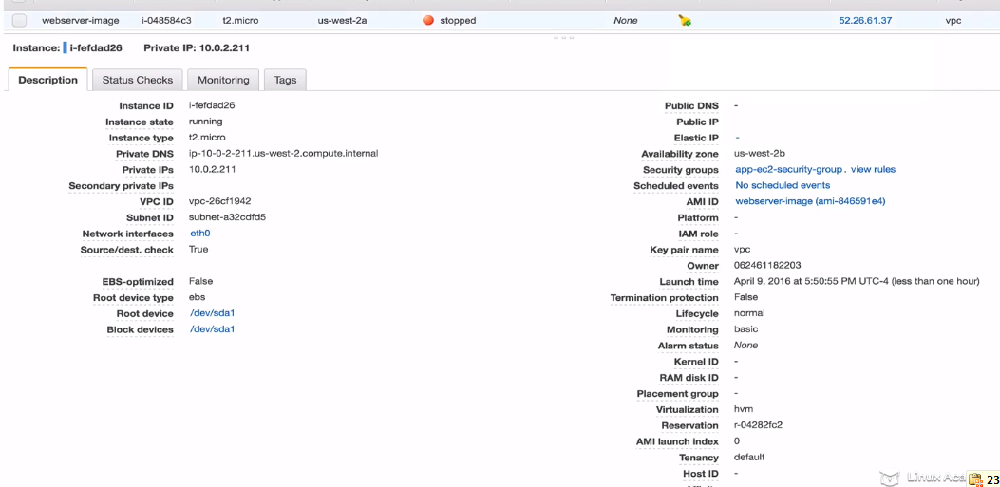 webserver-image i-048584c3 t2.micro us-west-2a stopped None 52.26.61.37 vpc
Instance: i-fefdad26 Private IP: 10.0.2.211
Description Status Checks Monitoring Tags
Instance ID i-fefdad26
Instance state running
Instance type t2.micro
Private DNS ip-10-0-2-211.us-west-2.compute.internal
Private IPs 10.0.2.211
Secondary private IPs
VPC ID vpc-26cf1942
Subnet ID subnet-a32cdfd5
Network interfaces eth0
Source/dest. check True
EBS-optimized False
Root device type ebs
Root device /dev/sda1
Block devices /dev/sda1
Public DNS -
Public IP
Elastic IP -
Availability zone us-west-2b
Security groups app-ec2-security-group . view rules
Scheduled events No scheduled events
AMI ID webserver-image (ami-846591e4)
Platform -
IAM role -
Key pair name vpc
Owner 062461182203
Launch time April 9, 2016 at 5:50:55 PM UTC-4 (less than one hour)
Termination protection False
Lifecycle normal
Monitoring basic
Alarm status None
Kernel ID -
RAM disk ID -
Placement group -
Virtualization hvm
Reservation r-04282fc2
AMI launch index 0
Tenancy default
Host ID -
Linux Aca 23